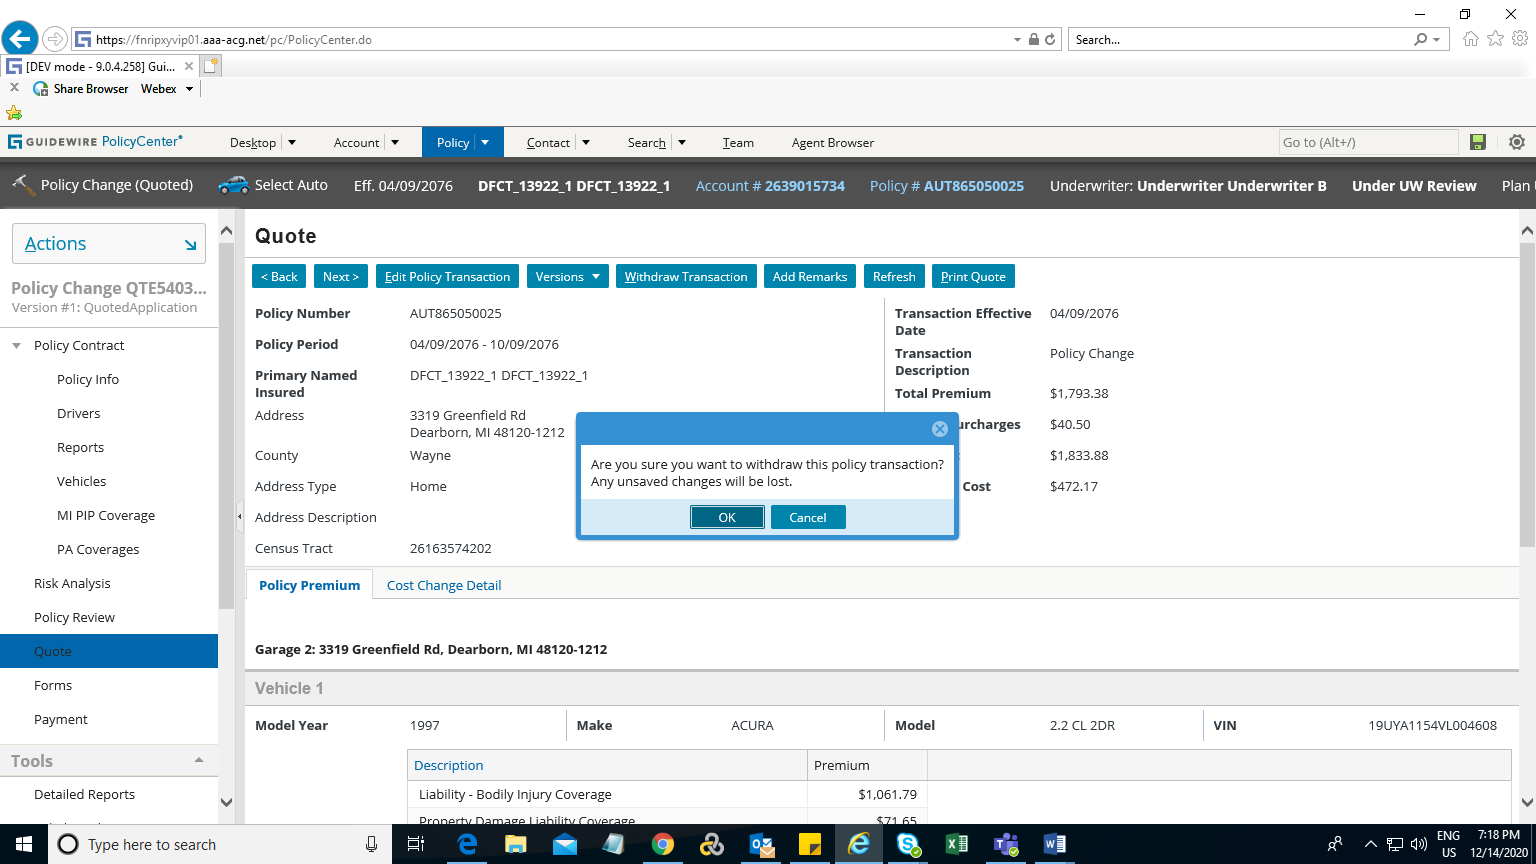 https://fnripxyvip01.aaa-acg.net/pc/PolicyCenter.do
Search...
[DEV mode - 9.0.4.258] Gui...
x Share Browser Webex
GUIDEWIRE PolicyCenter®
Desktop Account Policy Contact Search Team Agent Browser Go to (Alt+/)
Policy Change (Quoted) Select Auto Eff. 04/09/2076 DFCT_13922_1 DFCT_13922_1 Account # 2639015734 Policy # AUT865050025 Underwriter: Underwriter Underwriter B Under UW Review Plan
Actions
Policy Change QTE5403...
Version #1: QuotedApplication
Policy Contract
Policy Info
Drivers
Reports
Vehicles
MI PIP Coverage
PA Coverages
Risk Analysis
Policy Review
Quote
Forms
Payment
Tools
Detailed Reports
Quote
< Back Next > Edit Policy Transaction Versions Withdraw Transaction Add Remarks Refresh Print Quote
Policy Number AUT865050025
Policy Period 04/09/2076 - 10/09/2076
Primary Named Insured DFCT_13922_1 DFCT_13922_1
Address 3319 Greenfield Rd
Dearborn, MI 48120-1212
County Wayne
Address Type Home
Address Description
Census Tract 26163574202
Transaction Effective Date 04/09/2076
Transaction Description Policy Change
Total Premium $1,793.38
urcharges $40.50
$1,833.88
Cost $472.17
Are you sure you want to withdraw this policy transaction?
Any unsaved changes will be lost.
OK Cancel
Policy Premium Cost Change Detail
Garage 2: 3319 Greenfield Rd, Dearborn, MI 48120-1212
Vehicle 1
Model Year 1997 Make ACURA Model 2.2 CL 2DR VIN 19UYA1154VL004608
Description Premium
Liability - Bodily Injury Coverage $1,061.79
Property Damage Liability Coverage $71.65
Type here to search
ENG
US
7:18 PM
12/14/2020